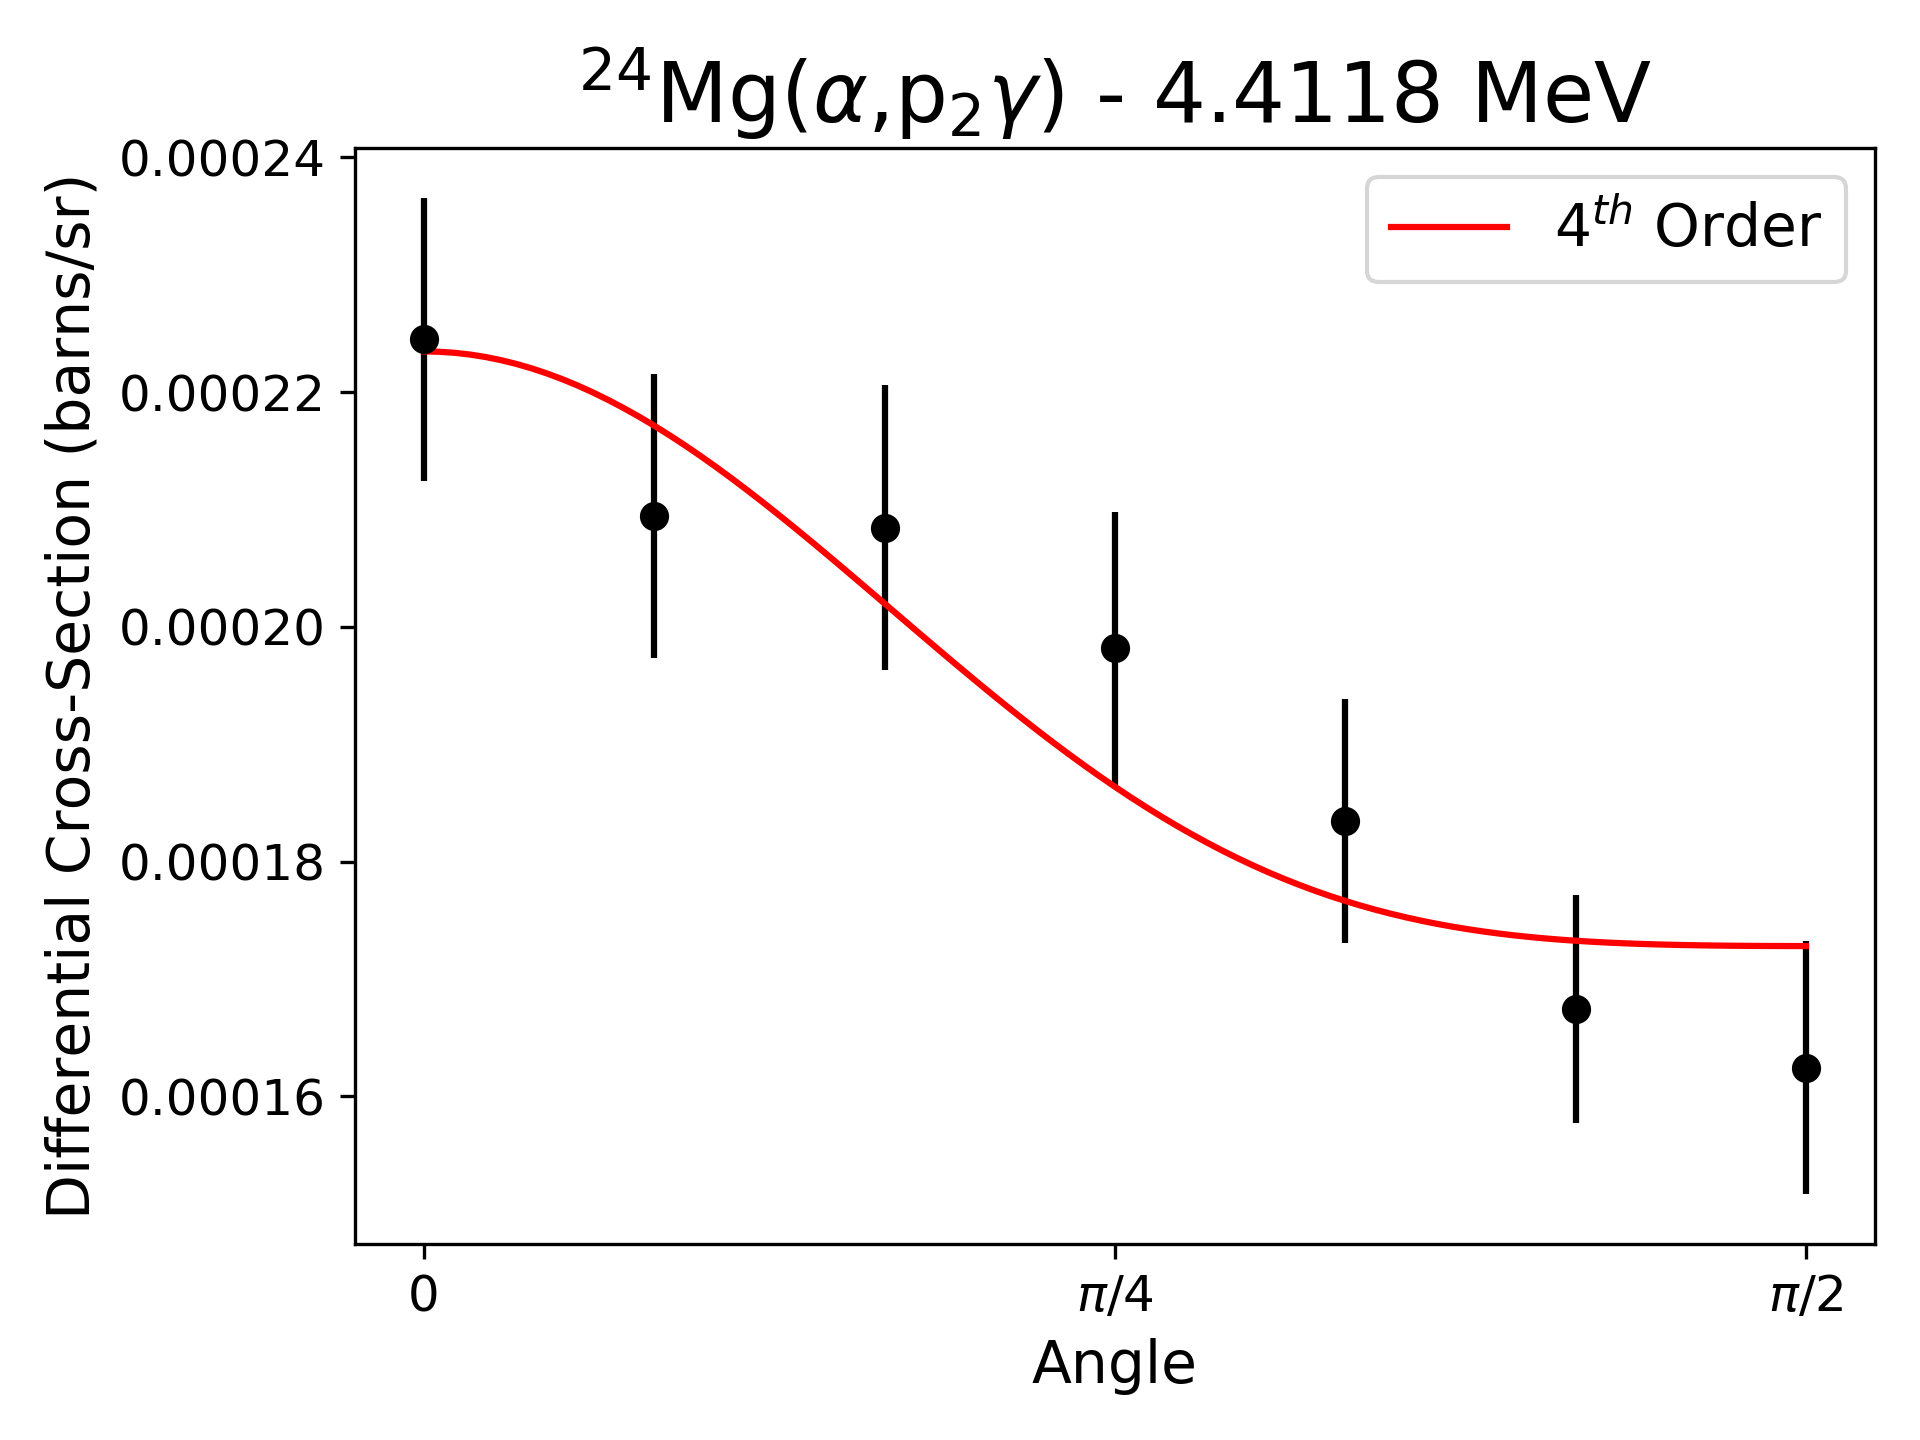 ²⁴Mg(α,p₂γ) - 4.4118 MeV
4ᵗʰ Order
Differential Cross-Section (barns/sr)
0.00024
0.00022
0.00020
0.00018
0.00016
0 π/4 π/2
Angle